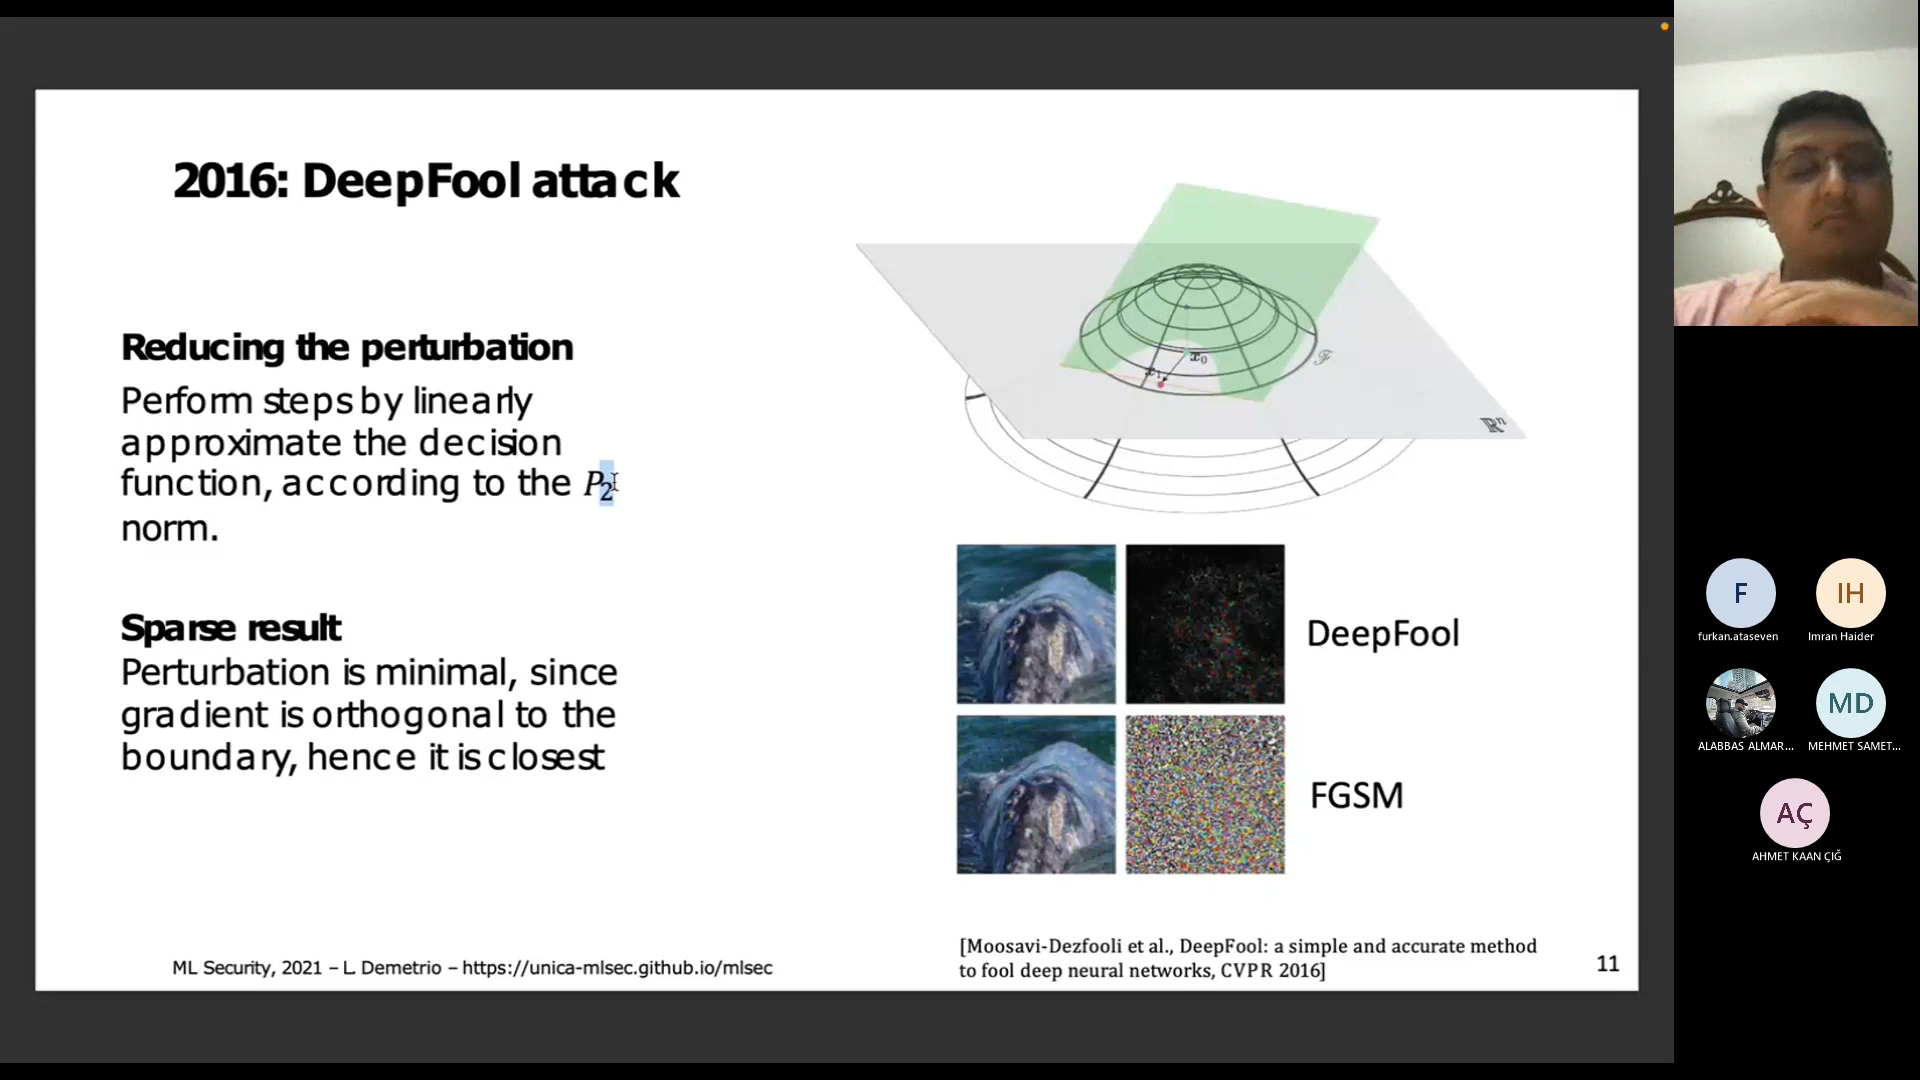 2016: DeepFool attack
Reducing the perturbation
Perform steps by linearly
approximate the decision
function, according to the P₂
norm.
Sparse result
Perturbation is minimal, since
gradient is orthogonal to the
boundary, hence it is closest
x₀
x₁
ℱ
ℝⁿ
DeepFool
FGSM
[Moosavi-Dezfooli et al., DeepFool: a simple and accurate method
to fool deep neural networks, CVPR 2016]
ML Security, 2021 – L. Demetrio – https://unica-mlsec.github.io/mlsec
11
F
furkan.ataseven
IH
Imran Haider
ALABBAS ALMAR...
MD
MEHMET SAMET...
AÇ
AHMET KAAN ÇIĞ